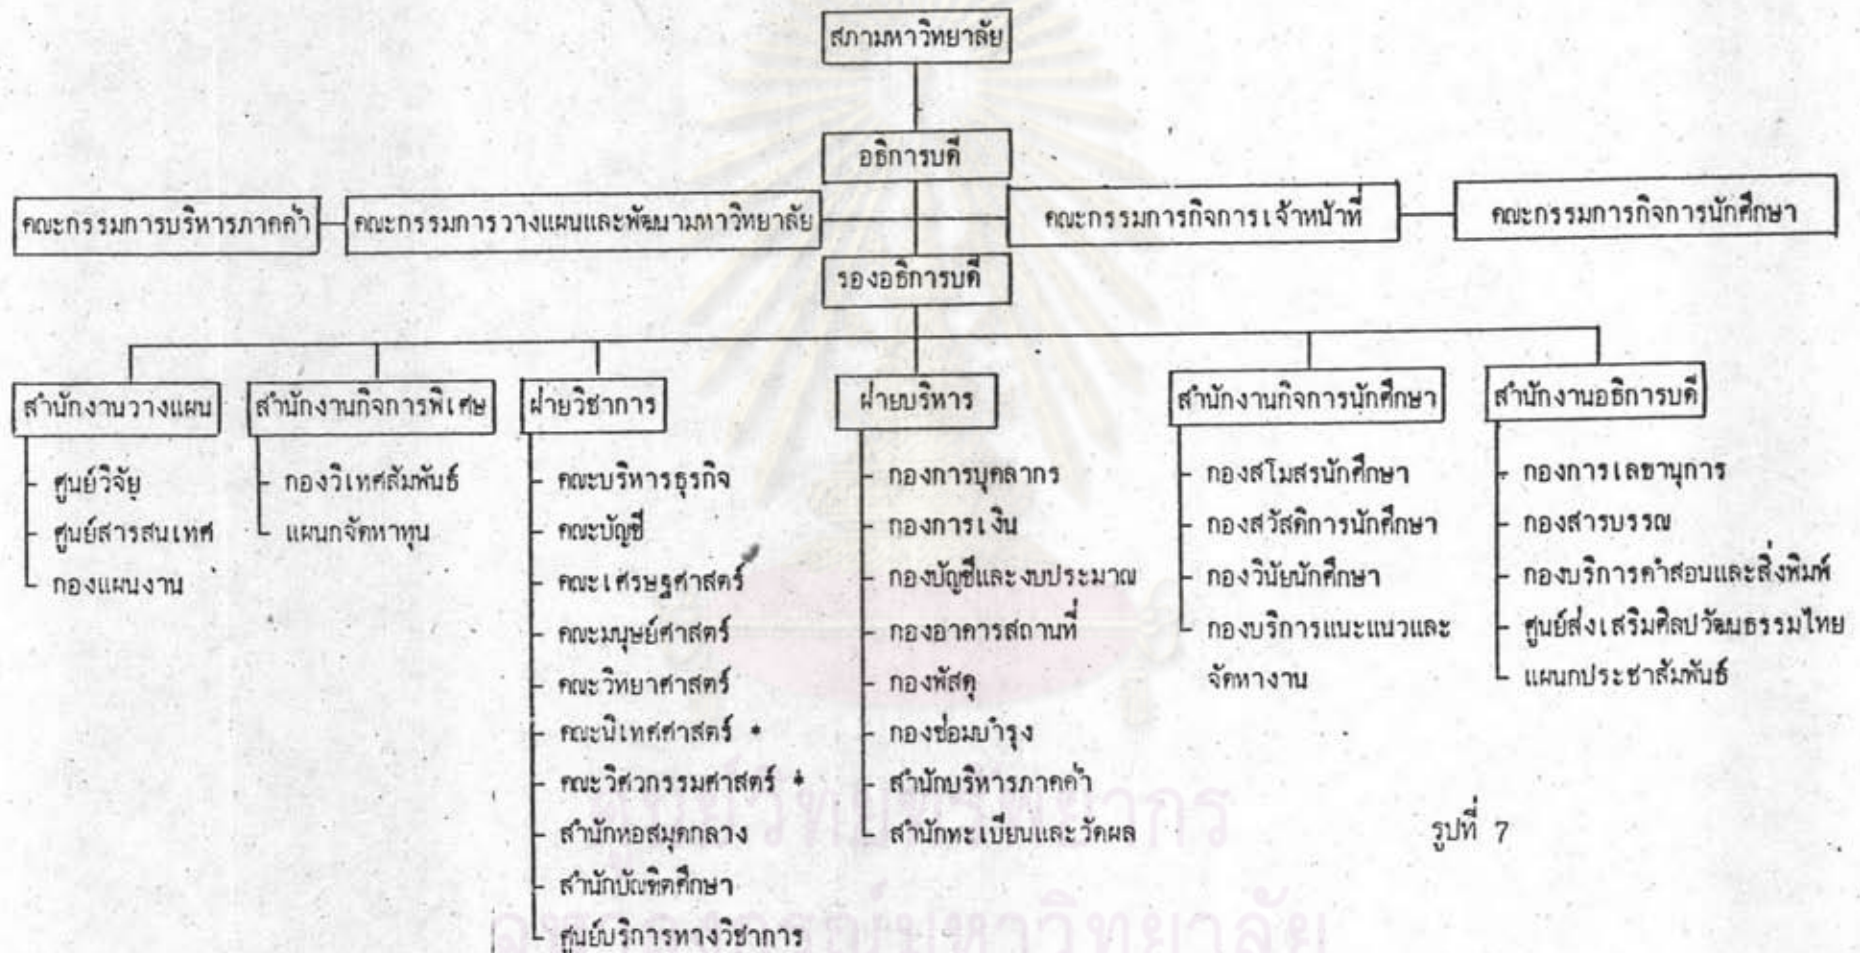 สภามหาวิทยาลัย
อธิการบดี
คณะกรรมการบริหารภาคค่ำ
คณะกรรมการวางแผนและพัฒนามหาวิทยาลัย
คณะกรรมการกิจการเจ้าหน้าที่
คณะกรรมการกิจการนักศึกษา
รองอธิการบดี
สำนักงานวางแผน
- ศูนย์วิจัย
- ศูนย์สารสนเทศ
- กองแผนงาน
สำนักงานกิจการพิเศษ
- กองวิเทศสัมพันธ์
- แผนกจัดหาทุน
ฝ่ายวิชาการ
- คณะบริหารธุรกิจ
- คณะบัญชี
- คณะเศรษฐศาสตร์
- คณะมนุษย์ศาสตร์
- คณะวิทยาศาสตร์
- คณะนิเทศศาสตร์ *
- คณะวิศวกรรมศาสตร์ *
- สำนักหอสมุดกลาง
- สำนักบัณฑิตศึกษา
- ศูนย์บริการทางวิชาการ
ฝ่ายบริหาร
- กองการบุคลากร
- กองการเงิน
- กองบัญชีและงบประมาณ
- กองอาคารสถานที่
- กองพัสดุ
- กองซ่อมบำรุง
- สำนักบริหารภาคค่ำ
- สำนักทะเบียนและวัดผล
สำนักงานกิจการนักศึกษา
- กองสโมสรนักศึกษา
- กองสวัสดิการนักศึกษา
- กองวินัยนักศึกษา
- กองบริการแนะแนวและ
จัดหางาน
สำนักงานอธิการบดี
- กองการเลขานุการ
- กองสารบรรณ
- กองบริการคำสอนและสิ่งพิมพ์
- ศูนย์ส่งเสริมศิลปวัฒนธรรมไทย
- แผนกประชาสัมพันธ์
รูปที่ 7
ศูนย์วิทยทรัพยากร
จุฬาลงกรณ์มหาวิทยาลัย